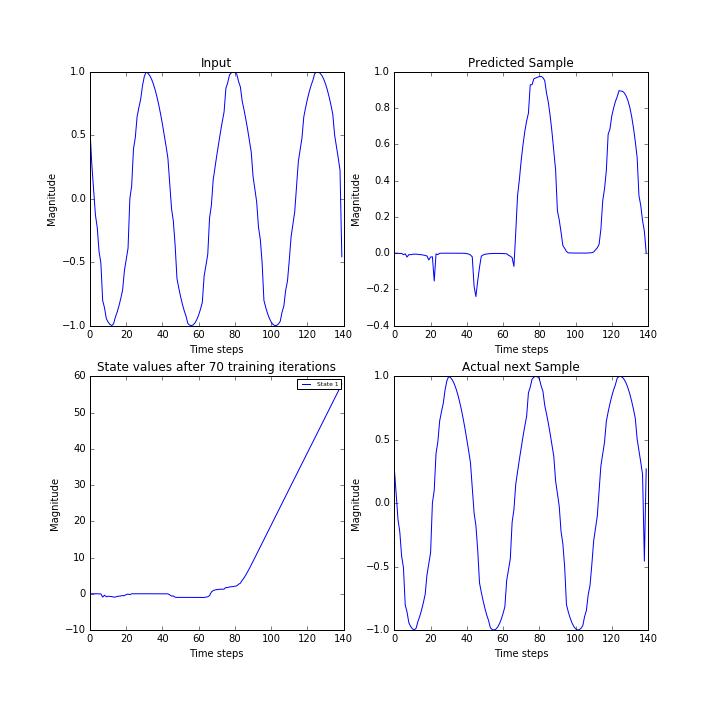 Input
Magnitude
1.0
0.5
0.0
−0.5
−1.0
0 20 40 60 80 100 120 140
Time steps
Predicted Sample
Magnitude
1.0
0.8
0.6
0.4
0.2
0.0
−0.2
−0.4
0 20 40 60 80 100 120 140
Time steps
State values after 70 training iterations
Magnitude
60
50
40
30
20
10
0
−10
State 1
0 20 40 60 80 100 120 140
Time steps
Actual next Sample
Magnitude
1.0
0.5
0.0
−0.5
−1.0
0 20 40 60 80 100 120 140
Time steps